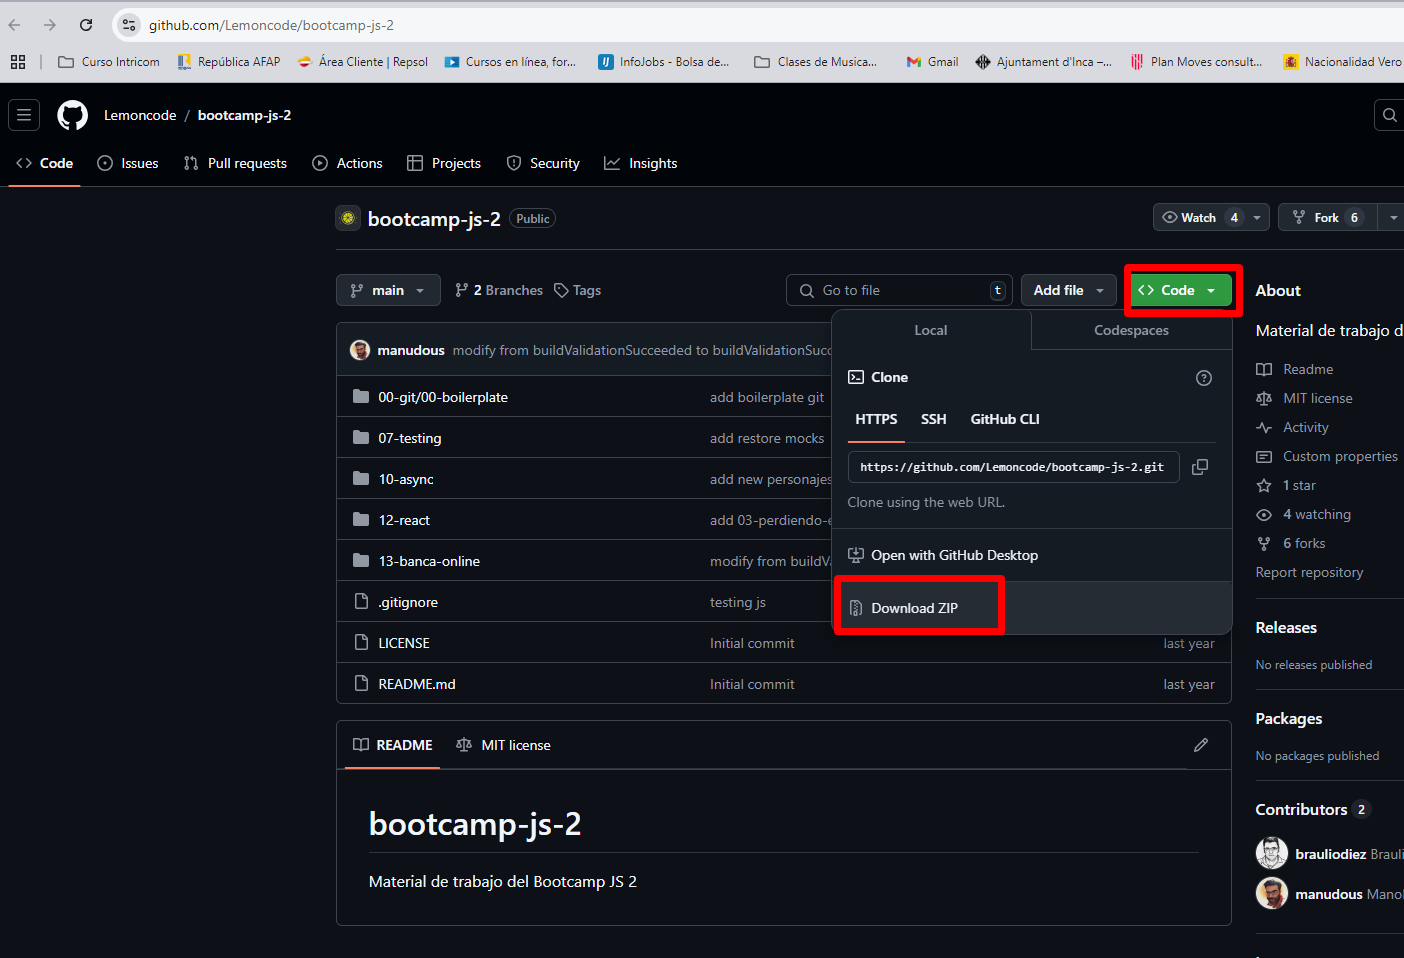 github.com/Lemoncode/bootcamp-js-2
Curso Intricom República AFAP Área Cliente | Repsol Cursos en línea, for... InfoJobs - Bolsa de... Clases de Musica... Gmail Ajuntament d'Inca –... Plan Moves consult... Nacionalidad Vero
Lemoncode / bootcamp-js-2
Code Issues Pull requests Actions Projects Security Insights
bootcamp-js-2 Public Watch 4 Fork 6
main 2 Branches Tags Go to file t Add file Code
About
Local Codespaces
Material de trabajo d
manudous modify from buildValidationSucceeded to buildValidationSucc
Clone
Readme
00-git/00-boilerplate add boilerplate git
MIT license
HTTPS SSH GitHub CLI
Activity
07-testing add restore mocks
Custom properties
https://github.com/Lemoncode/bootcamp-js-2.git
10-async add new personajes
1 star
Clone using the web URL.
4 watching
12-react add 03-perdiendo-e
6 forks
Open with GitHub Desktop
13-banca-online modify from buildVa
Report repository
.gitignore testing js
Download ZIP
Releases
LICENSE Initial commit last year
No releases published
README.md Initial commit last year
Packages
README MIT license
No packages published
Contributors 2
bootcamp-js-2
brauliodiez Brauli
Material de trabajo del Bootcamp JS 2
manudous Manol